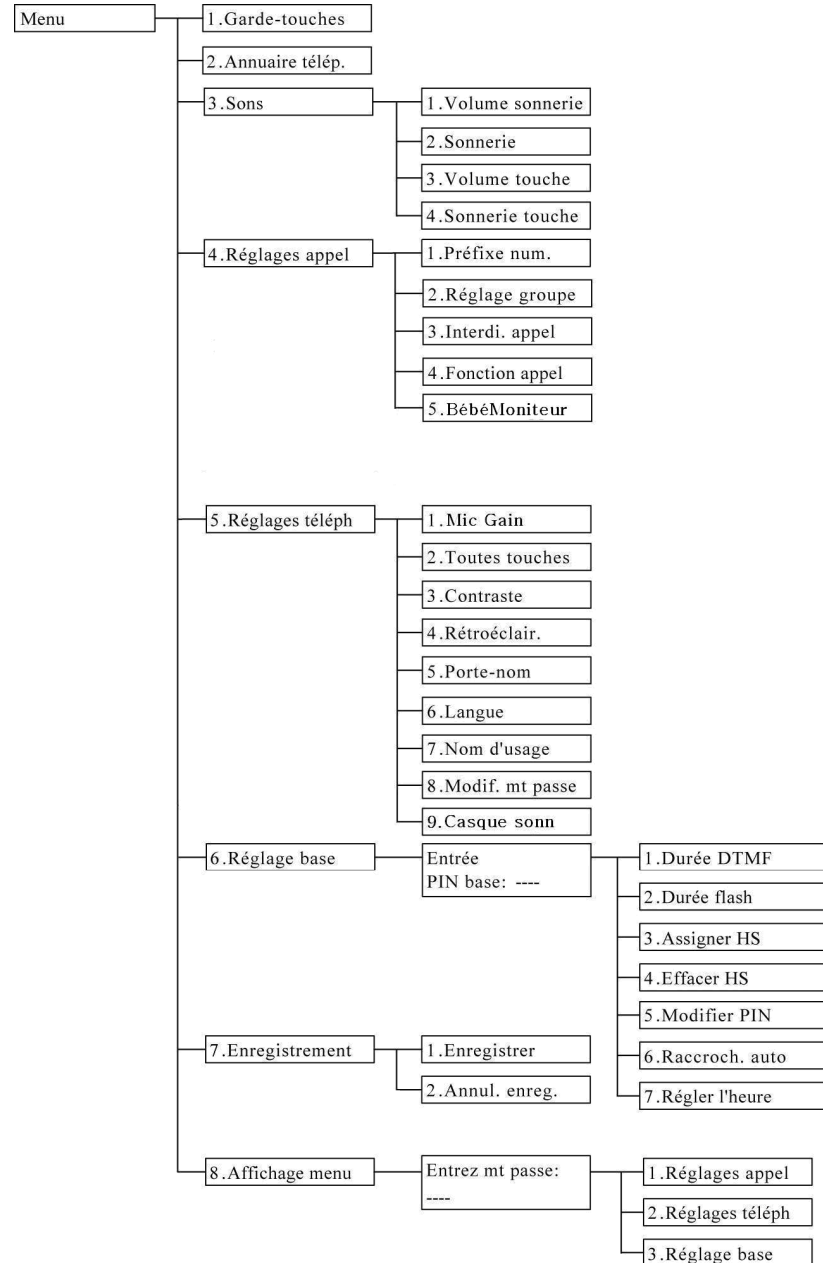 Menu
1.Garde-touches
2.Annuaire télép.
3.Sons
1.Volume sonnerie
2.Sonnerie
3.Volume touche
4.Sonnerie touche
4.Réglages appel
1.Préfixe num.
2.Réglage groupe
3.Interdi. appel
4.Fonction appel
5.BébéMoniteur
5.Réglages téléph
1.Mic Gain
2.Toutes touches
3.Contraste
4.Rétroéclair.
5.Porte-nom
6.Langue
7.Nom d'usage
8.Modif. mt passe
9.Casque sonn
6.Réglage base
Entrée
PIN base: ----
1.Durée DTMF
2.Durée flash
3.Assigner HS
4.Effacer HS
5.Modifier PIN
6.Raccroch. auto
7.Régler l'heure
7.Enregistrement
1.Enregistrer
2.Annul. enreg.
8.Affichage menu
Entrez mt passe:
----
1.Réglages appel
2.Réglages téléph
3.Réglage base